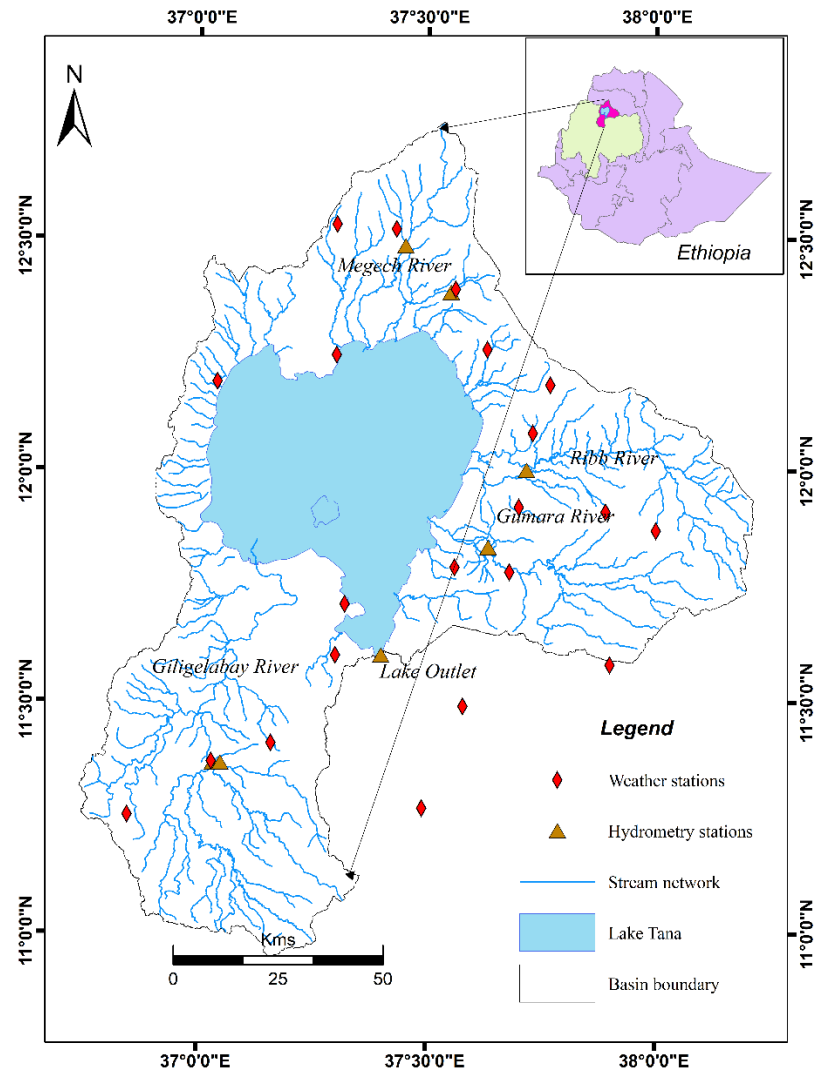 37°0'0"E 37°30'0"E 38°0'0"E
N
Ethiopia
12°30'0"N 12°30'0"N
Megech River
12°0'0"N 12°0'0"N
Ribb River
Gumara River
Giligelabay River
Lake Outlet
11°30'0"N 11°30'0"N
Legend
Weather stations
Hydrometry stations
Stream network
Lake Tana
Basin boundary
11°0'0"N 11°0'0"N
Kms
0 25 50
37°0'0"E 37°30'0"E 38°0'0"E